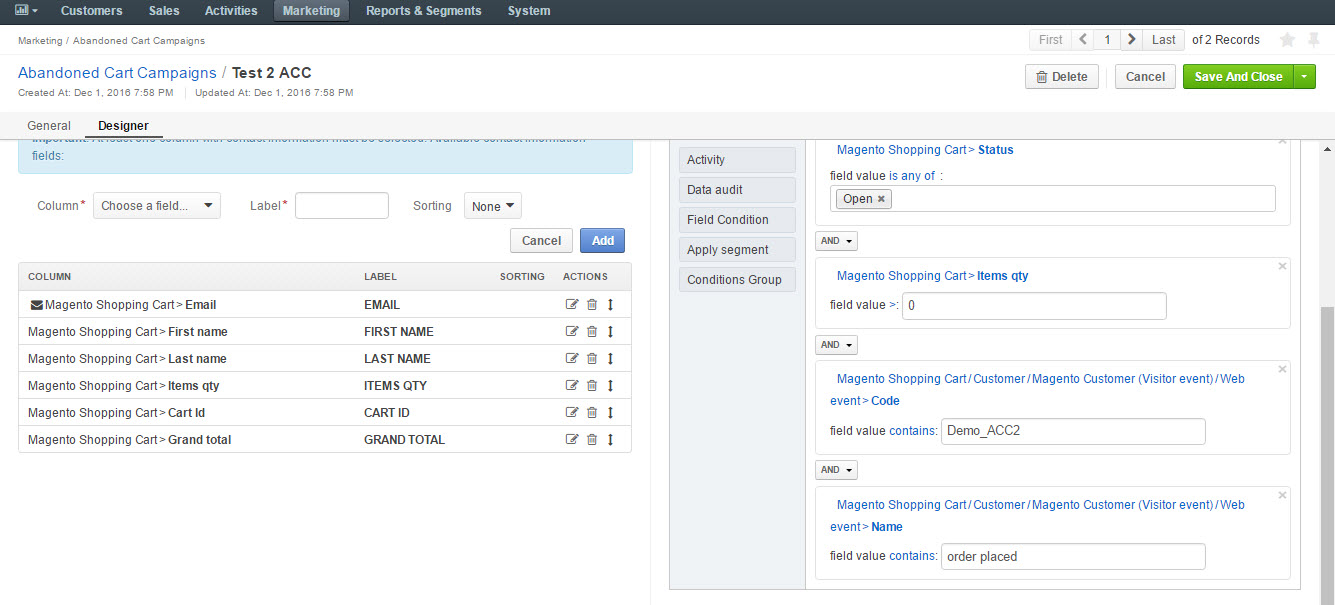 Customers Sales Activities Marketing Reports & Segments System
Marketing / Abandoned Cart Campaigns
First 1 Last of 2 Records
Abandoned Cart Campaigns / Test 2 ACC
Created At: Dec 1, 2016 7:58 PM Updated At: Dec 1, 2016 7:58 PM
Delete Cancel Save And Close
General Designer
fields:
Column* Choose a field... Label* Sorting None
Cancel Add
COLUMN LABEL SORTING ACTIONS
Magento Shopping Cart> Email EMAIL
Magento Shopping Cart> First name FIRST NAME
Magento Shopping Cart> Last name LAST NAME
Magento Shopping Cart> Items qty ITEMS QTY
Magento Shopping Cart> Cart Id CART ID
Magento Shopping Cart> Grand total GRAND TOTAL
Activity
Data audit
Field Condition
Apply segment
Conditions Group
Magento Shopping Cart> Status
field value is any of :
Open ×
AND
Magento Shopping Cart> Items qty
field value >: 0
AND
Magento Shopping Cart/Customer/Magento Customer (Visitor event)/Web
event> Code
field value contains: Demo_ACC2
AND
Magento Shopping Cart/Customer/Magento Customer (Visitor event)/Web
event> Name
field value contains: order placed